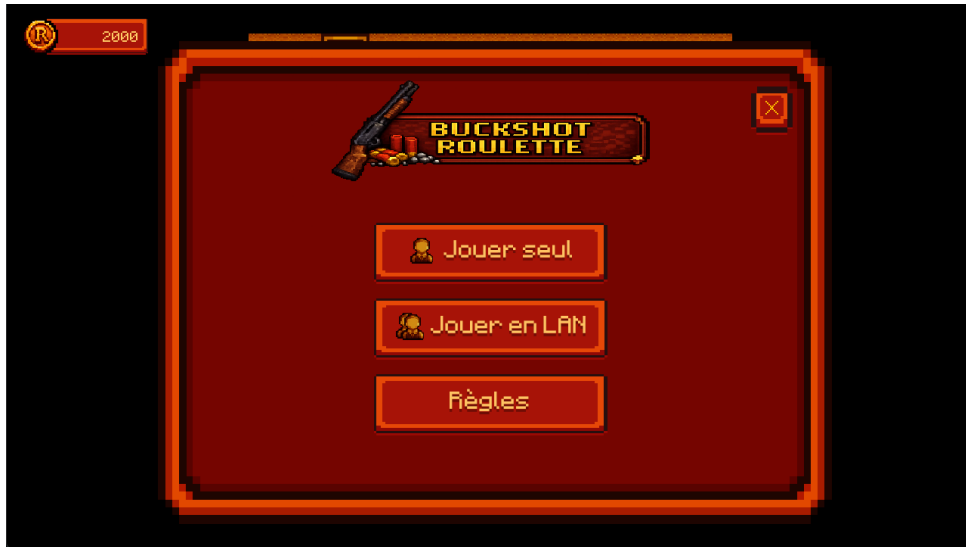 R
2000
BUCKSHOT
ROULETTE
Jouer seul
Jouer en LAN
Règles